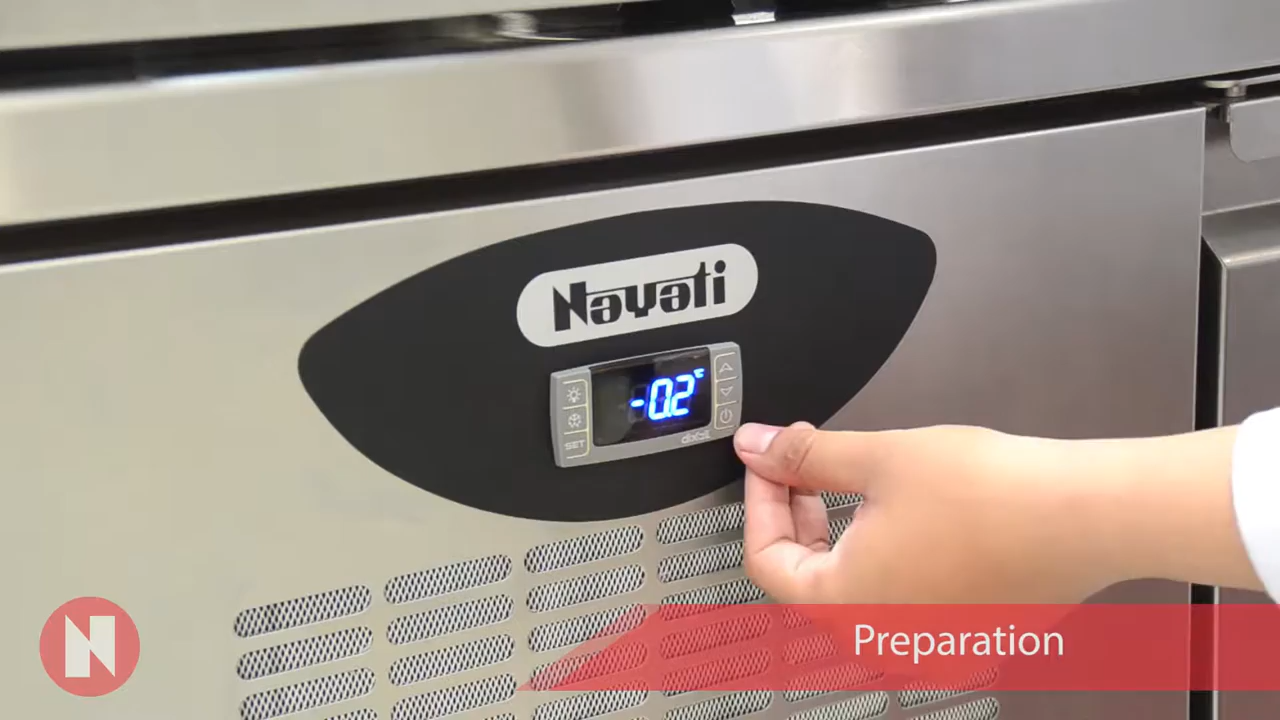 Nayati
-0.2°C
SET
dixell
N
Preparation